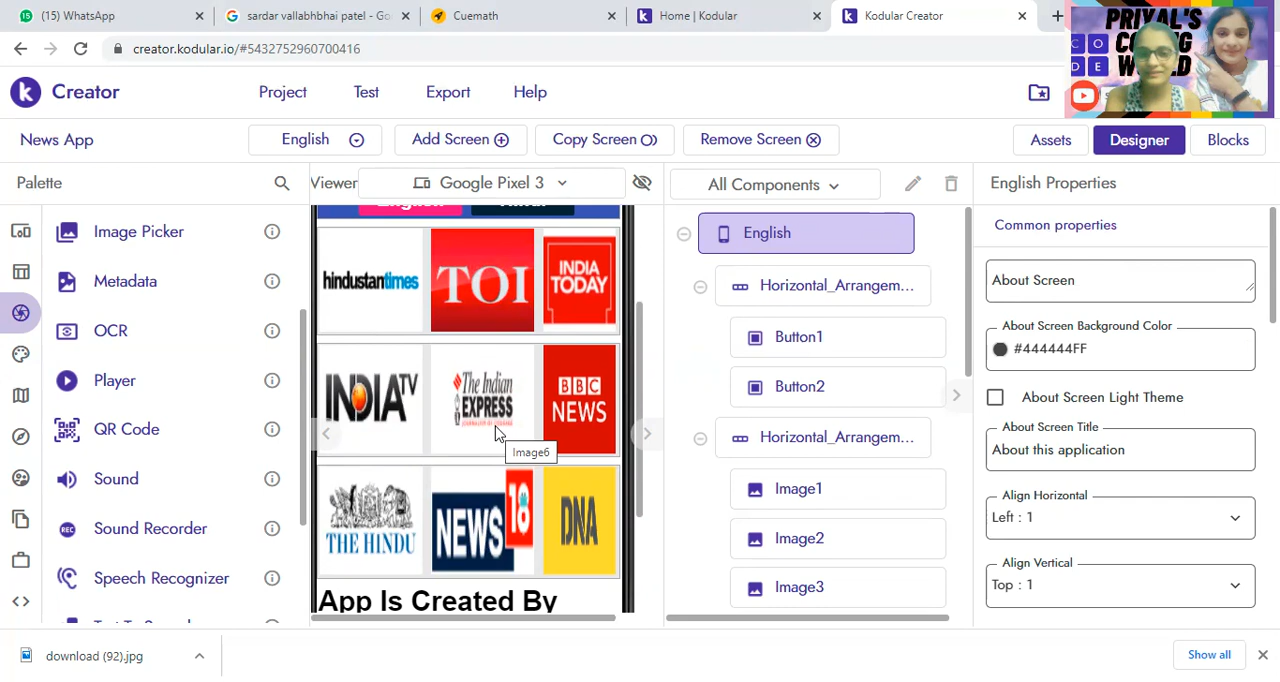 (15) WhatsApp
sardar vallabhbhai patel - Go
Cuemath
Home | Kodular
Kodular Creator
creator.kodular.io/#5432752960700416
PRIYAL'S
CODING
WORLD
C O
D E
Creator
Project
Test
Export
Help
News App
English
Add Screen
Copy Screen
Remove Screen
Assets
Designer
Blocks
Palette
Viewer
Google Pixel 3
All Components
English Properties
Image Picker
Metadata
OCR
Player
QR Code
Sound
Sound Recorder
REC
Speech Recognizer
hindustantimes
TOI
INDIA
TODAY
INDIA TV
The Indian
EXPRESS
JOURNALISM OF COURAGE
BBC
NEWS
Image6
THE HINDU
NEWS 18
DNA
App Is Created By
English
Horizontal_Arrangem...
Button1
Button2
Horizontal_Arrangem...
Image1
Image2
Image3
Common properties
About Screen
About Screen Background Color
#444444FF
About Screen Light Theme
About Screen Title
About this application
Align Horizontal
Left : 1
Align Vertical
Top : 1
download (92).jpg
Show all